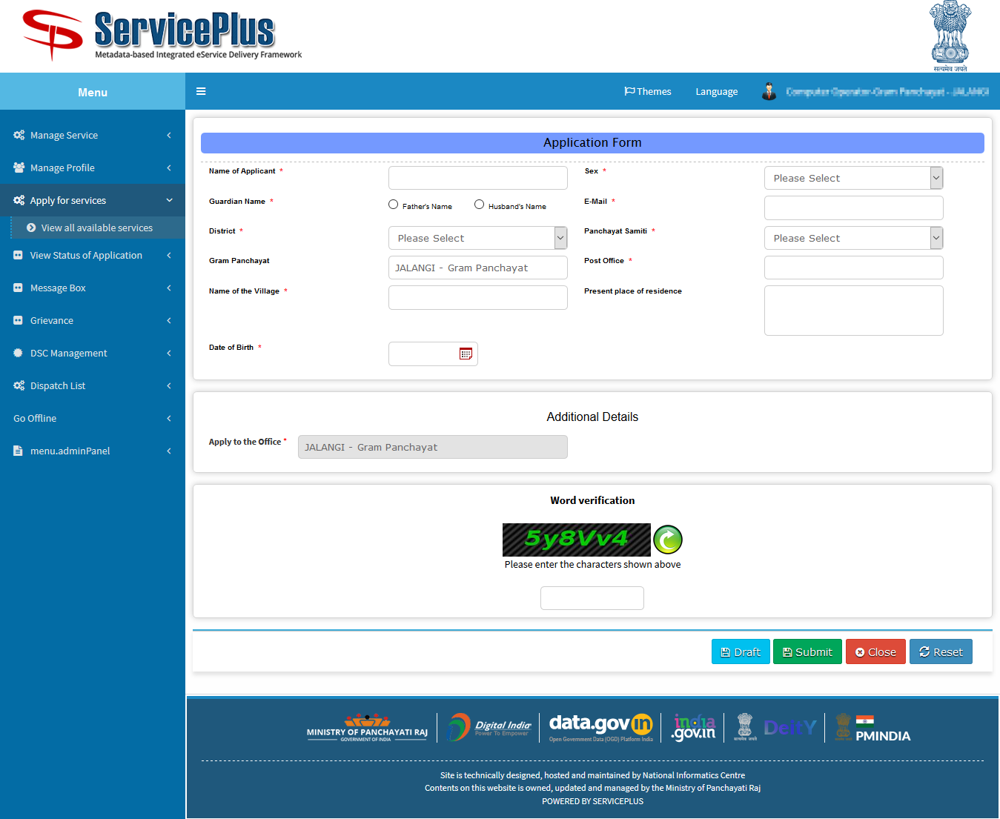 ServicePlus
Metadata-based Integrated eService Delivery Framework
सत्यमेव जयते
Menu
Themes
Language
Computer Operator-Gram Panchayat - JALANGI
Manage Service
Manage Profile
Apply for services
View all available services
View Status of Application
Message Box
Grievance
DSC Management
Dispatch List
Go Offline
menu.adminPanel
Application Form
Name of Applicant *
Sex *
Please Select
Guardian Name *
Father's Name
Husband's Name
E-Mail *
District *
Please Select
Panchayat Samiti *
Please Select
Gram Panchayat
JALANGI - Gram Panchayat
Post Office *
Name of the Village *
Present place of residence
Date of Birth *
Additional Details
Apply to the Office *
JALANGI - Gram Panchayat
Word verification
5y8Vv4
Please enter the characters shown above
Draft
Submit
Close
Reset
MINISTRY OF PANCHAYATI RAJ
GOVERNMENT OF INDIA
Digital India
Power To Empower
data.gov in
Open Government Data (OGD) Platform India
india
.gov.in
सत्यमेव जयते
DeitY
PMINDIA
Site is technically designed, hosted and maintained by National Informatics Centre
Contents on this website is owned, updated and managed by the Ministry of Panchayati Raj
POWERED BY SERVICEPLUS